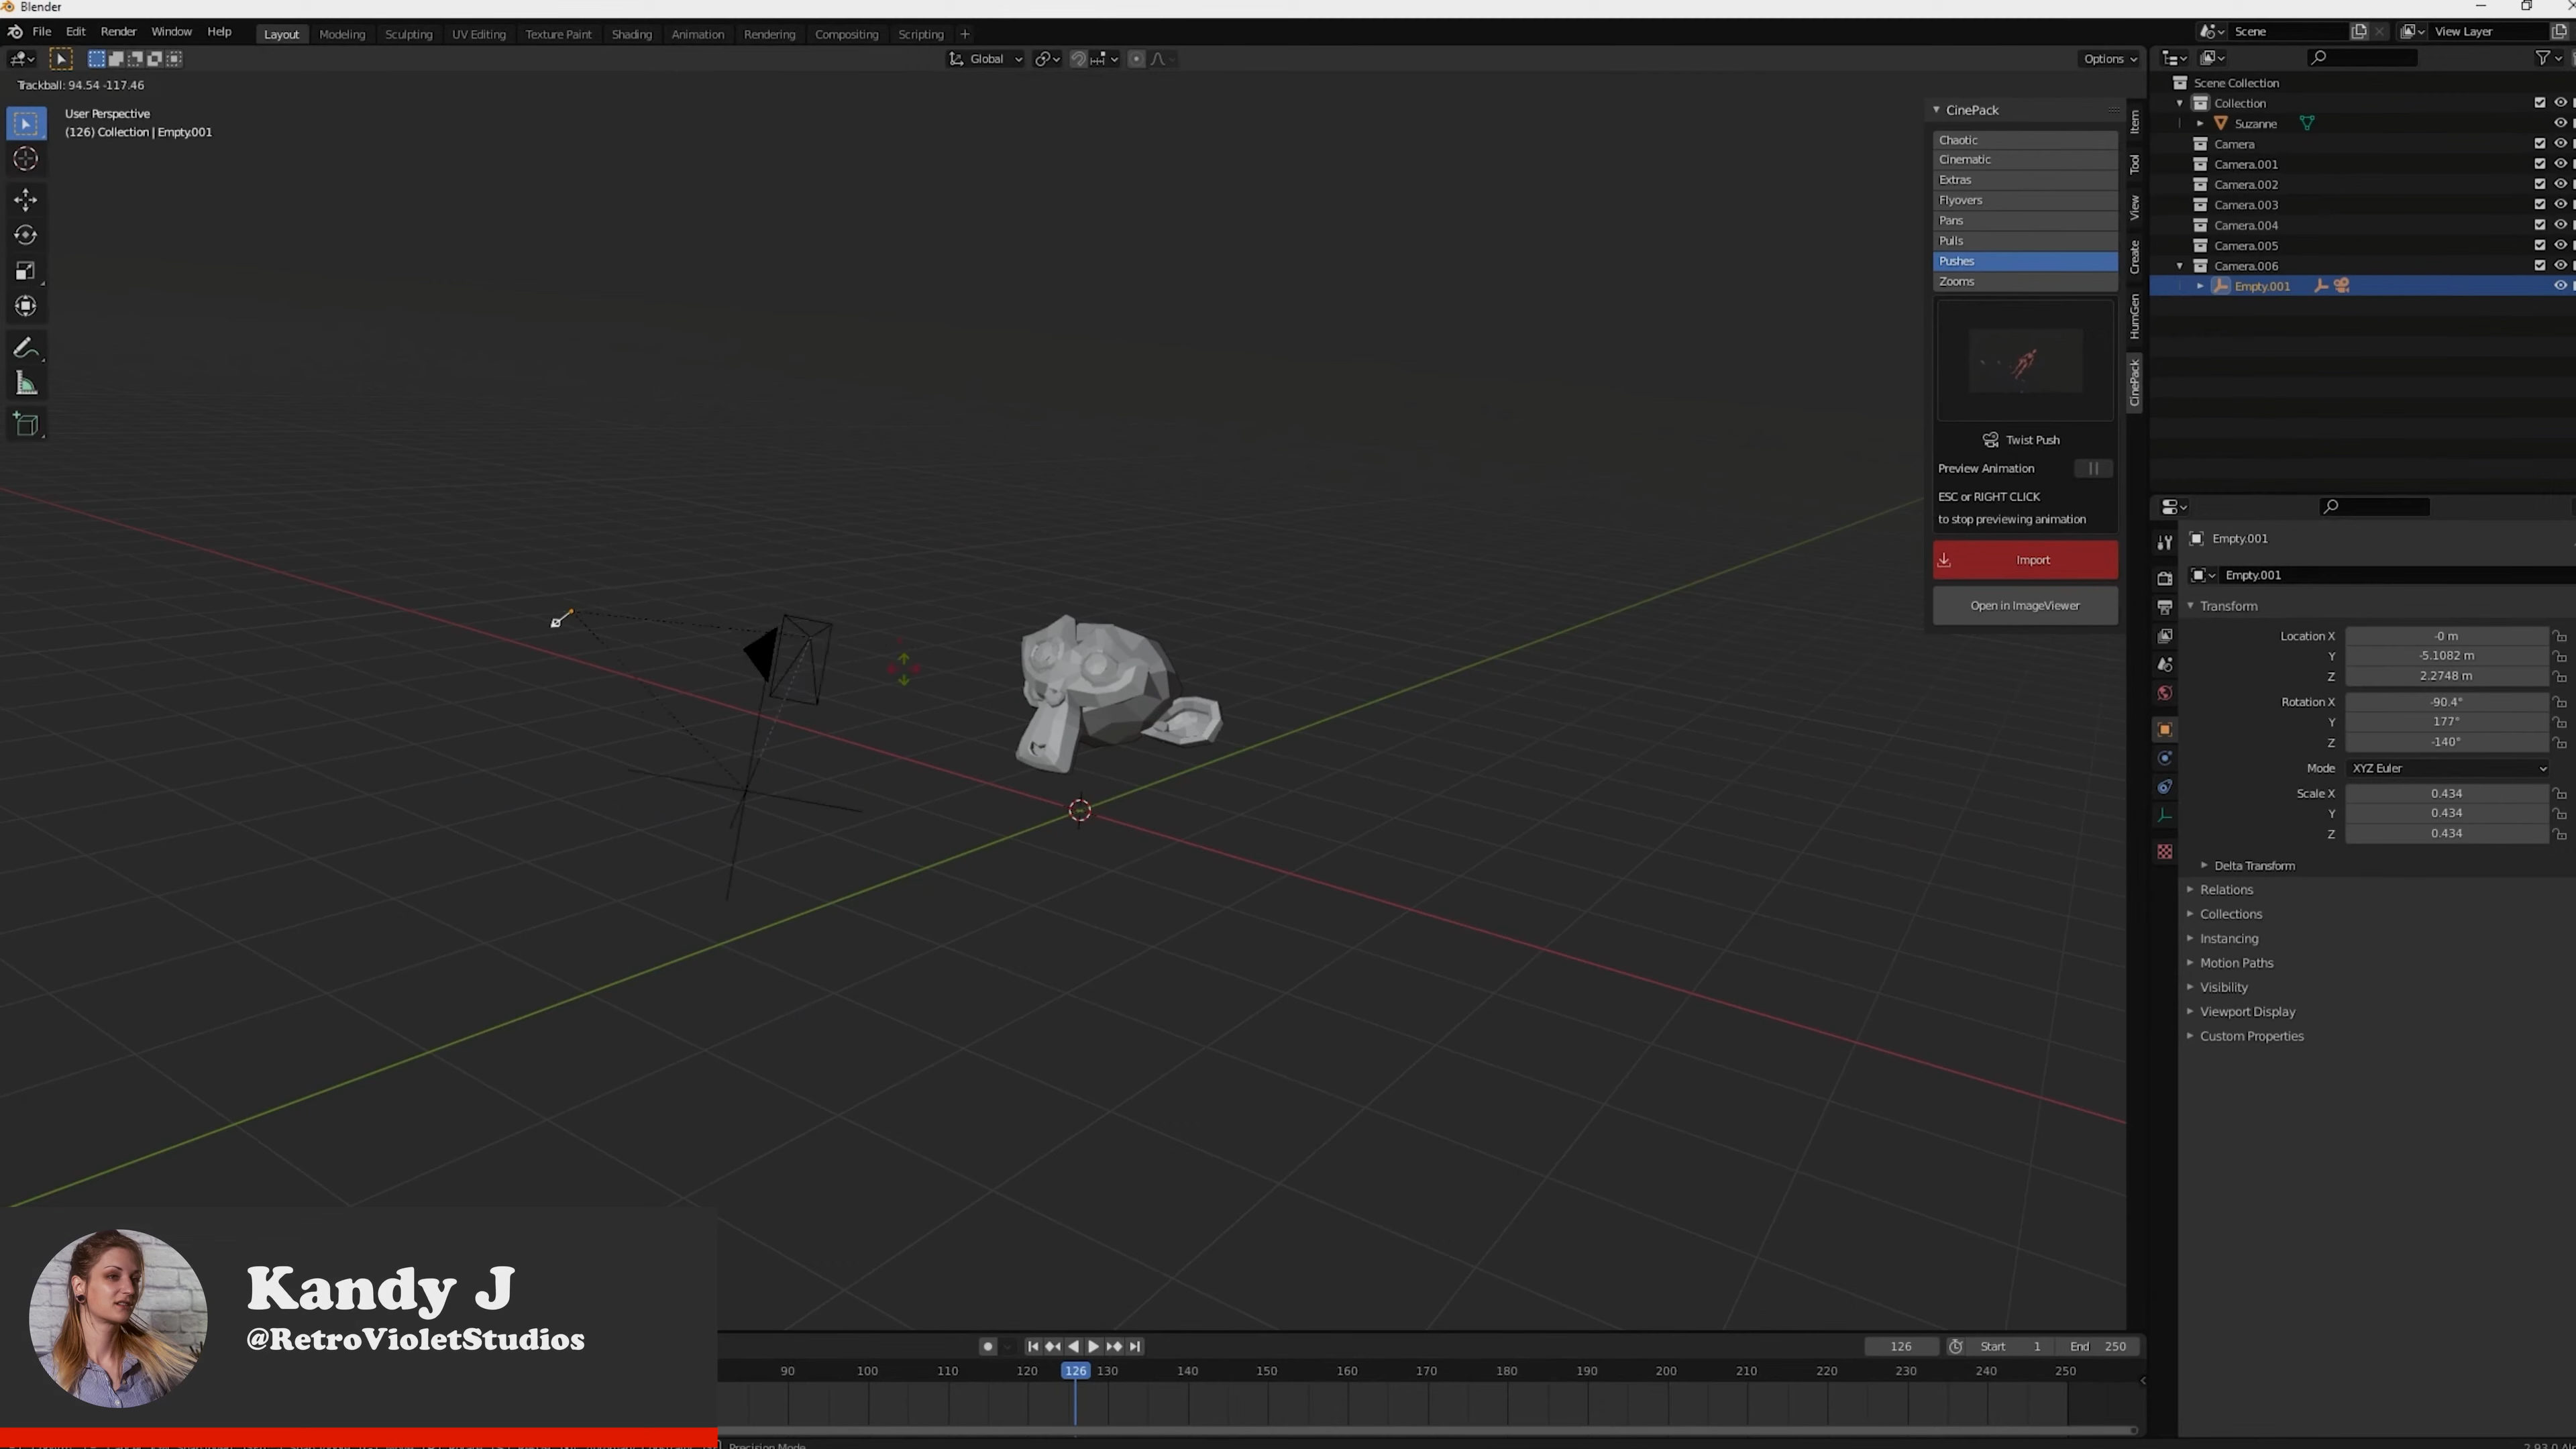 Blender
File Edit Render Window Help Layout Modeling Sculpting UV Editing Texture Paint Shading Animation Rendering Compositing Scripting +
Scene
View Layer
Global
Options
Trackball: 94.54 -117.46
User Perspective
(126) Collection | Empty.001
CinePack
Chaotic
Cinematic
Extras
Flyovers
Pans
Pulls
Pushes
Zooms
Twist Push
Preview Animation
ESC or RIGHT CLICK
to stop previewing animation
Import
Open in ImageViewer
Item
Tool
View
Create
HumGen
CinePack
Scene Collection
Collection
Suzanne
Camera
Camera.001
Camera.002
Camera.003
Camera.004
Camera.005
Camera.006
Empty.001
Empty.001
Empty.001
Transform
Location X -0 m
Y -5.1082 m
Z 2.2748 m
Rotation X -90.4°
Y 177°
Z -140°
Mode XYZ Euler
Scale X 0.434
Y 0.434
Z 0.434
Delta Transform
Relations
Collections
Instancing
Motion Paths
Visibility
Viewport Display
Custom Properties
Kandy J
@RetroVioletStudios
126 Start 1 End 250
90 100 110 120 126 130 140 150 160 170 180 190 200 210 220 230 240 250
Precision Mode